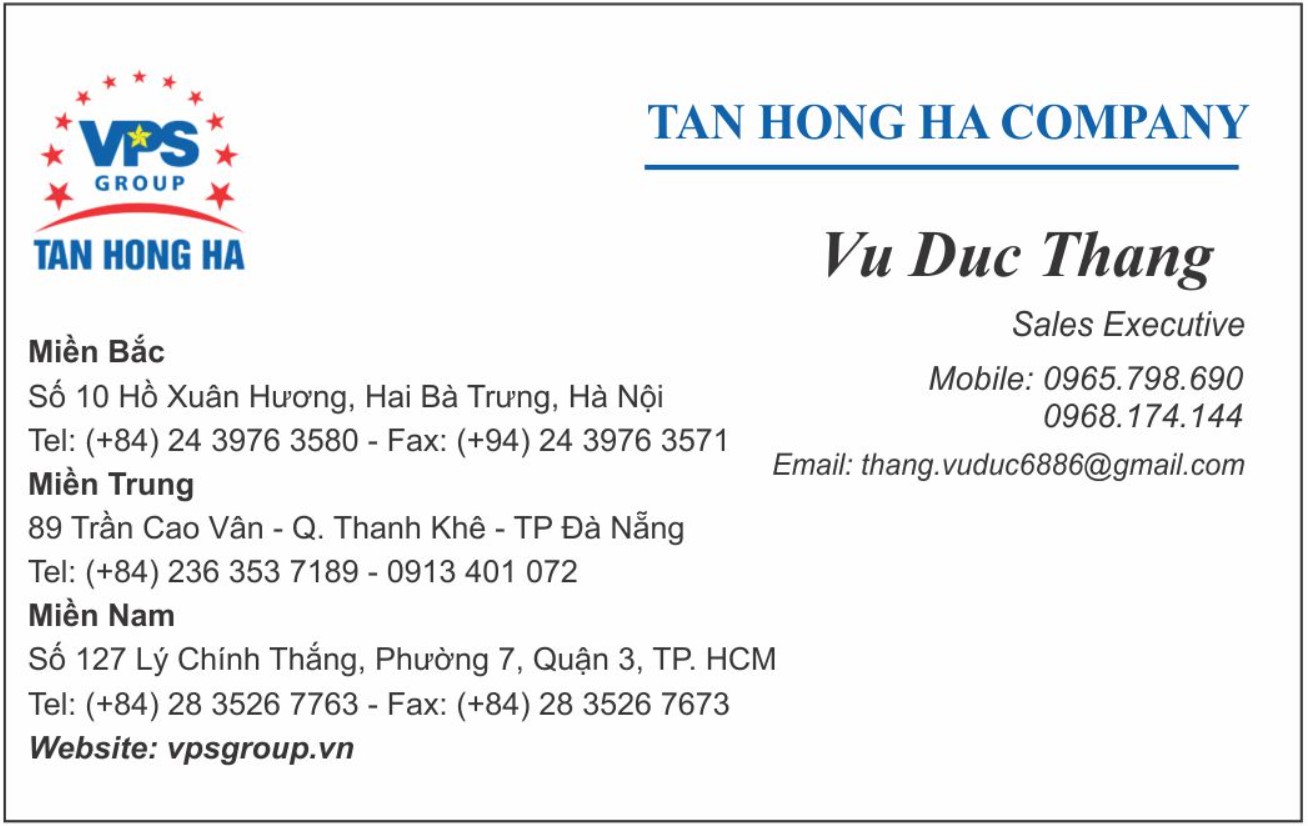 VPS
GROUP
TAN HONG HA
TAN HONG HA COMPANY
Vu Duc Thang
Sales Executive
Mobile: 0965.798.690
0968.174.144
Email: thang.vuduc6886@gmail.com
Miền Bắc
Số 10 Hồ Xuân Hương, Hai Bà Trưng, Hà Nội
Tel: (+84) 24 3976 3580 - Fax: (+94) 24 3976 3571
Miền Trung
89 Trần Cao Vân - Q. Thanh Khê - TP Đà Nẵng
Tel: (+84) 236 353 7189 - 0913 401 072
Miền Nam
Số 127 Lý Chính Thắng, Phường 7, Quận 3, TP. HCM
Tel: (+84) 28 3526 7763 - Fax: (+84) 28 3526 7673
Website: vpsgroup.vn